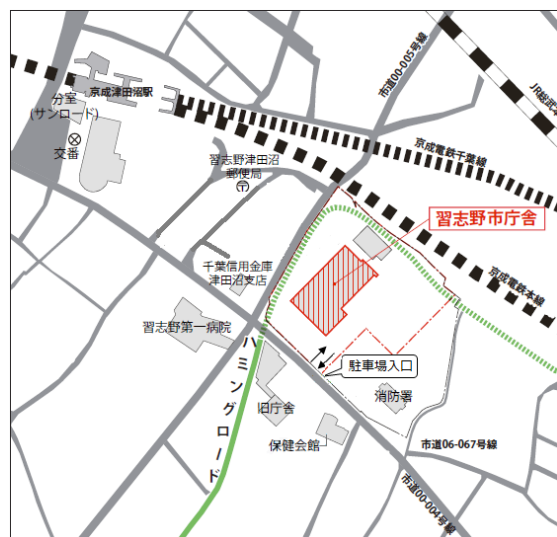 市道00-005号線
JR総武本
京成津田沼駅
分室
(サンロード)
交番
京成電鉄千葉線
習志野津田沼
郵便局
習志野市庁舎
京成電鉄本線
千葉信用金庫
津田沼支店
習志野第一病院
ハミングロード
駐車場入口
消防署
旧庁舎
保健会館
市道06-067号線
市道00-004号線